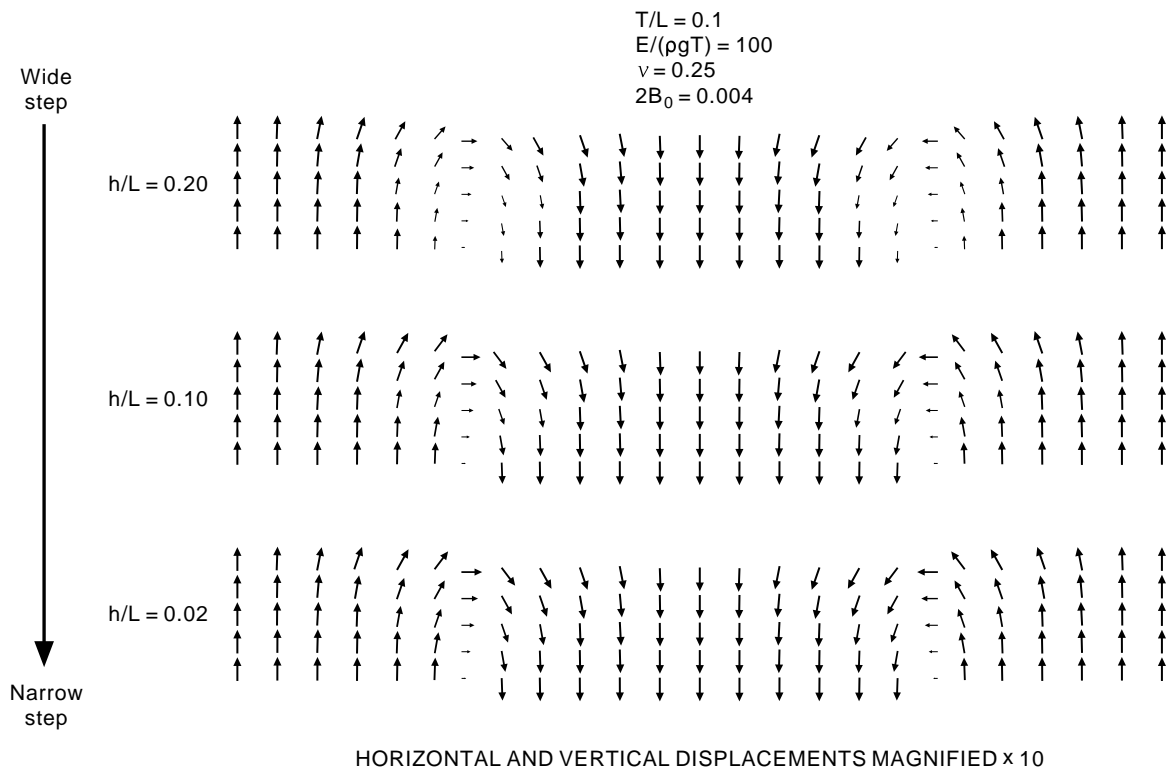 T/L = 0.1
E/(ρgT) = 100
ν = 0.25
2B₀ = 0.004
Wide
step
h/L = 0.20
h/L = 0.10
h/L = 0.02
Narrow
step
HORIZONTAL AND VERTICAL DISPLACEMENTS MAGNIFIED x 10